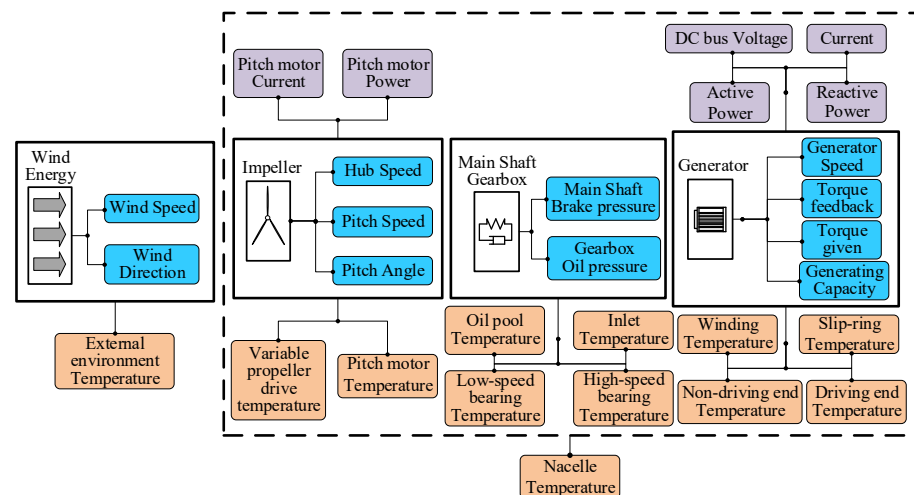 Pitch motor
Current
Pitch motor
Power
DC bus Voltage
Current
Active
Power
Reactive
Power
Wind
Energy
Wind Speed
Wind
Direction
Impeller
Hub Speed
Pitch Speed
Pitch Angle
Main Shaft
Gearbox
Main Shaft
Brake pressure
Gearbox
Oil pressure
Generator
Generator
Speed
Torque
feedback
Torque
given
Generating
Capacity
External
environment
Temperature
Variable
propeller
drive
temperature
Pitch motor
Temperature
Oil pool
Temperature
Inlet
Temperature
Low-speed
bearing
Temperature
High-speed
bearing
Temperature
Winding
Temperature
Slip-ring
Temperature
Non-driving end
Temperature
Driving end
Temperature
Nacelle
Temperature